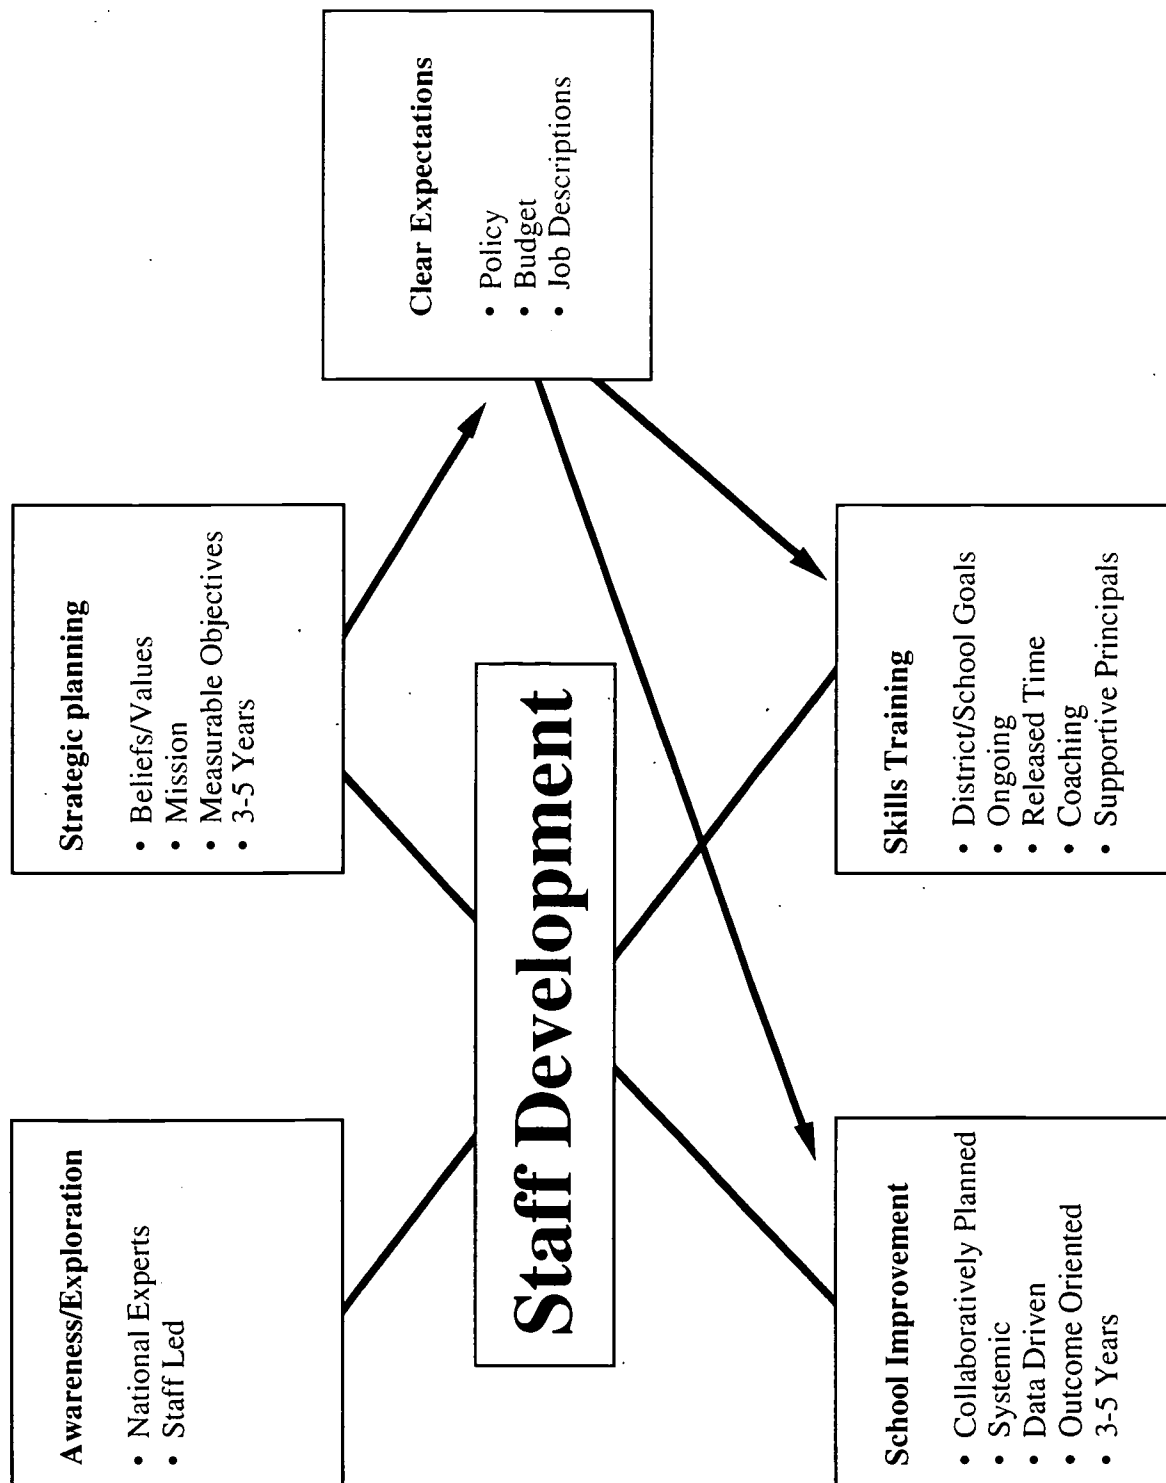 Awareness/Exploration
• National Experts
• Staff Led
Strategic planning
• Beliefs/Values
• Mission
• Measurable Objectives
• 3-5 Years
Clear Expectations
• Policy
• Budget
• Job Descriptions
Staff Development
School Improvement
• Collaboratively Planned
• Systemic
• Data Driven
• Outcome Oriented
• 3-5 Years
Skills Training
• District/School Goals
• Ongoing
• Released Time
• Coaching
• Supportive Principals